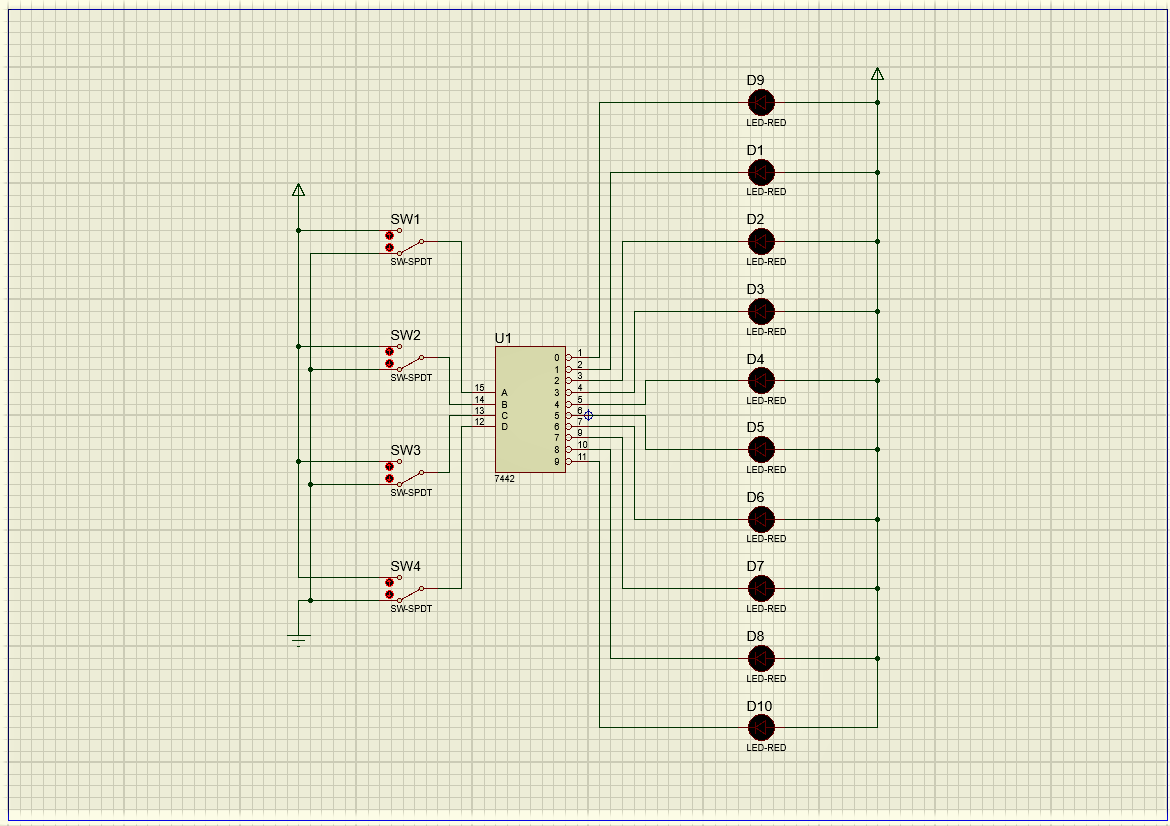 D9
LED-RED
D1
LED-RED
SW1
SW-SPDT
D2
LED-RED
D3
LED-RED
SW2
SW-SPDT
U1
D4
LED-RED
15 A
14 B
13 C
12 D
0 1
1 2
2 3
3 4
4 5
5 6
6 7
7 9
8 10
9 11
7442
D5
LED-RED
SW3
SW-SPDT
D6
LED-RED
SW4
SW-SPDT
D7
LED-RED
D8
LED-RED
D10
LED-RED